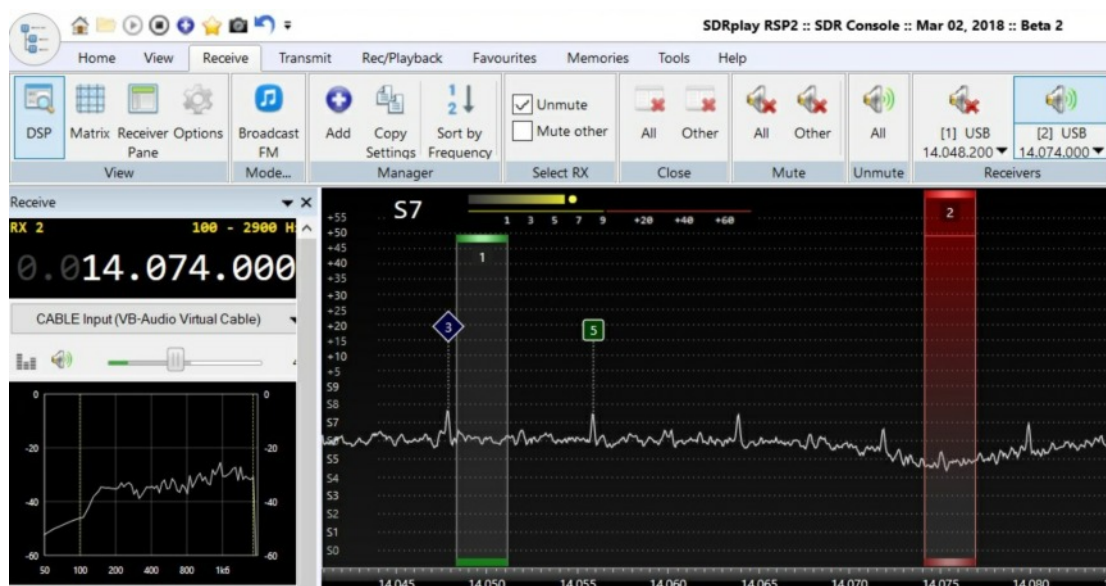 SDRplay RSP2 :: SDR Console :: Mar 02, 2018 :: Beta 2
Home View Receive Transmit Rec/Playback Favourites Memories Tools Help
DSP Matrix Receiver Pane Options
Broadcast FM
Add Copy Settings Sort by Frequency
Unmute
Mute other
All Other
All Other
All
[1] USB
14.048.200
[2] USB
14.074.000
View Mode... Manager Select RX Close Mute Unmute Receivers
Receive
RX 2 100 - 2900 H
0.014.074.000
CABLE Input (VB-Audio Virtual Cable)
0 0
-20 -20
-40 -40
-60 -60
50 100 200 400 800 1k6
S7
1 3 5 7 9 +20 +40 +60
+55
+50
+45
+40
+35
+30
+25
+20
+15
+10
+5
S9
S8
S7
S5
S4
S3
S2
S1
S0
1
2
3
5
14.045 14.050 14.055 14.060 14.065 14.070 14.075 14.080